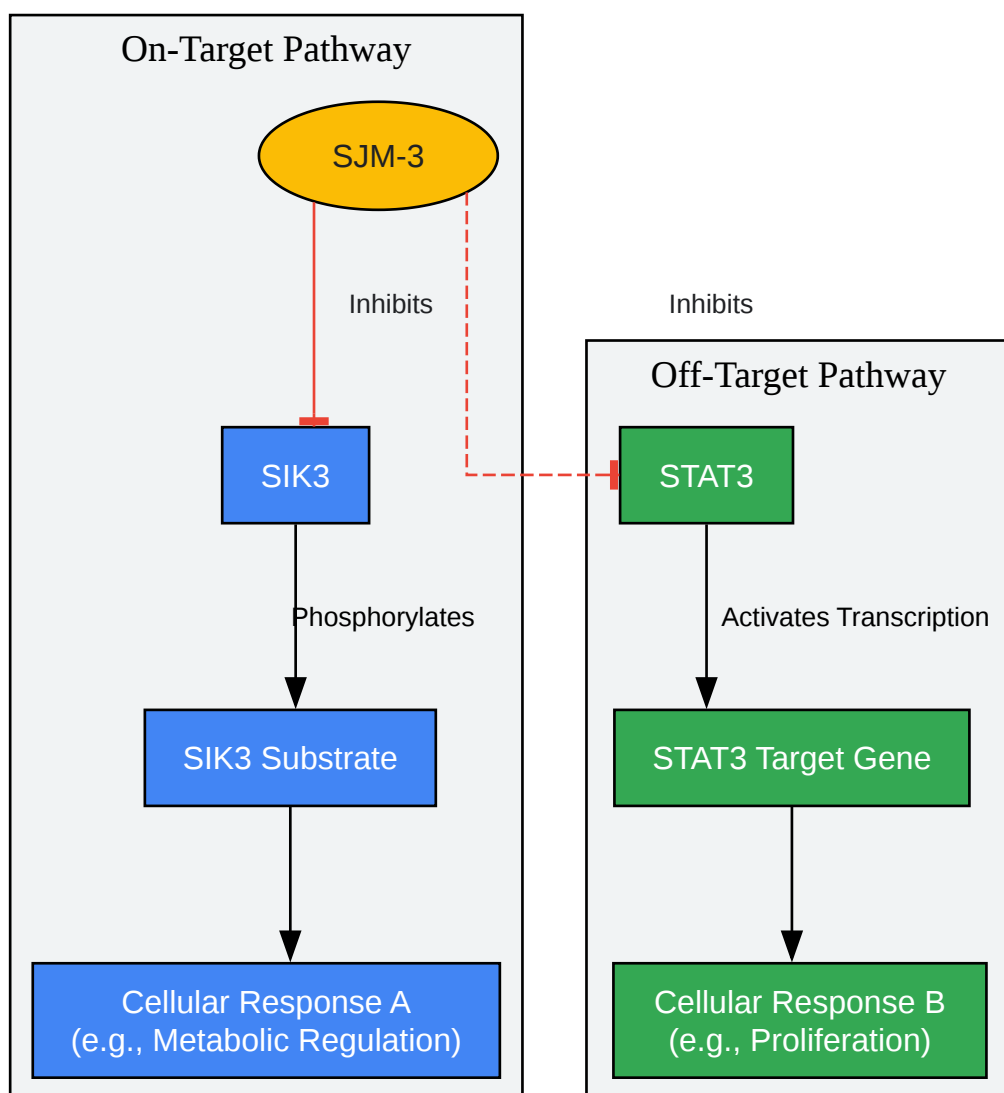 On-Target Pathway
SJM-3
Inhibits
SIK3
Phosphorylates
SIK3 Substrate
Cellular Response A
(e.g., Metabolic Regulation)
Inhibits
Off-Target Pathway
STAT3
Activates Transcription
STAT3 Target Gene
Cellular Response B
(e.g., Proliferation)